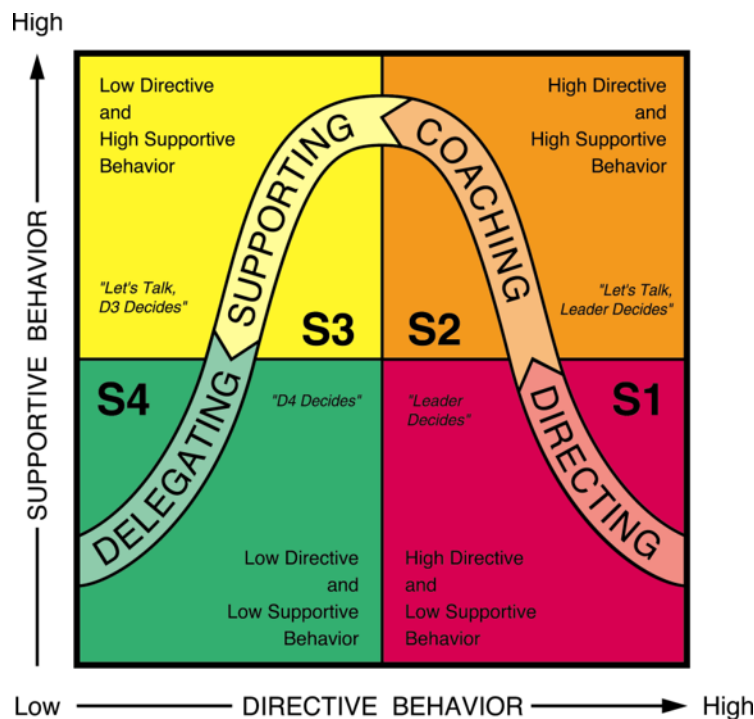 High
Low Directive
and
High Supportive
Behavior
High Directive
and
High Supportive
Behavior
SUPPORTING
COACHING
"Let's Talk,
D3 Decides"
"Let's Talk,
Leader Decides"
S3
S2
SUPPORTIVE BEHAVIOR
S4
"D4 Decides"
"Leader
Decides"
S1
DELEGATING
DIRECTING
Low Directive
and
Low Supportive
Behavior
High Directive
and
Low Supportive
Behavior
Low
DIRECTIVE BEHAVIOR
High